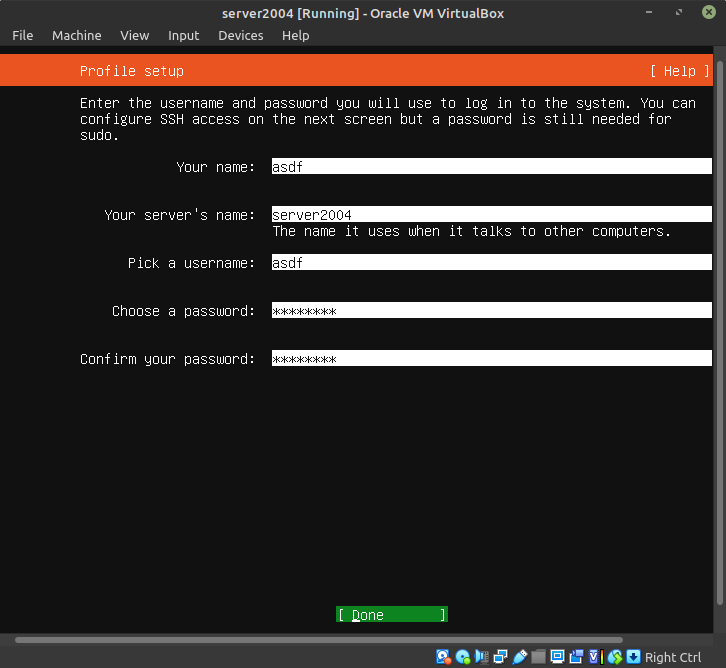 server2004 [Running] - Oracle VM VirtualBox
File Machine View Input Devices Help
Profile setup [ Help ]
Enter the username and password you will use to log in to the system. You can
configure SSH access on the next screen but a password is still needed for
sudo.
Your name: asdf
Your server's name: server2004
The name it uses when it talks to other computers.
Pick a username: asdf
Choose a password: ********
Confirm your password: ********
[ Done ]
Right Ctrl